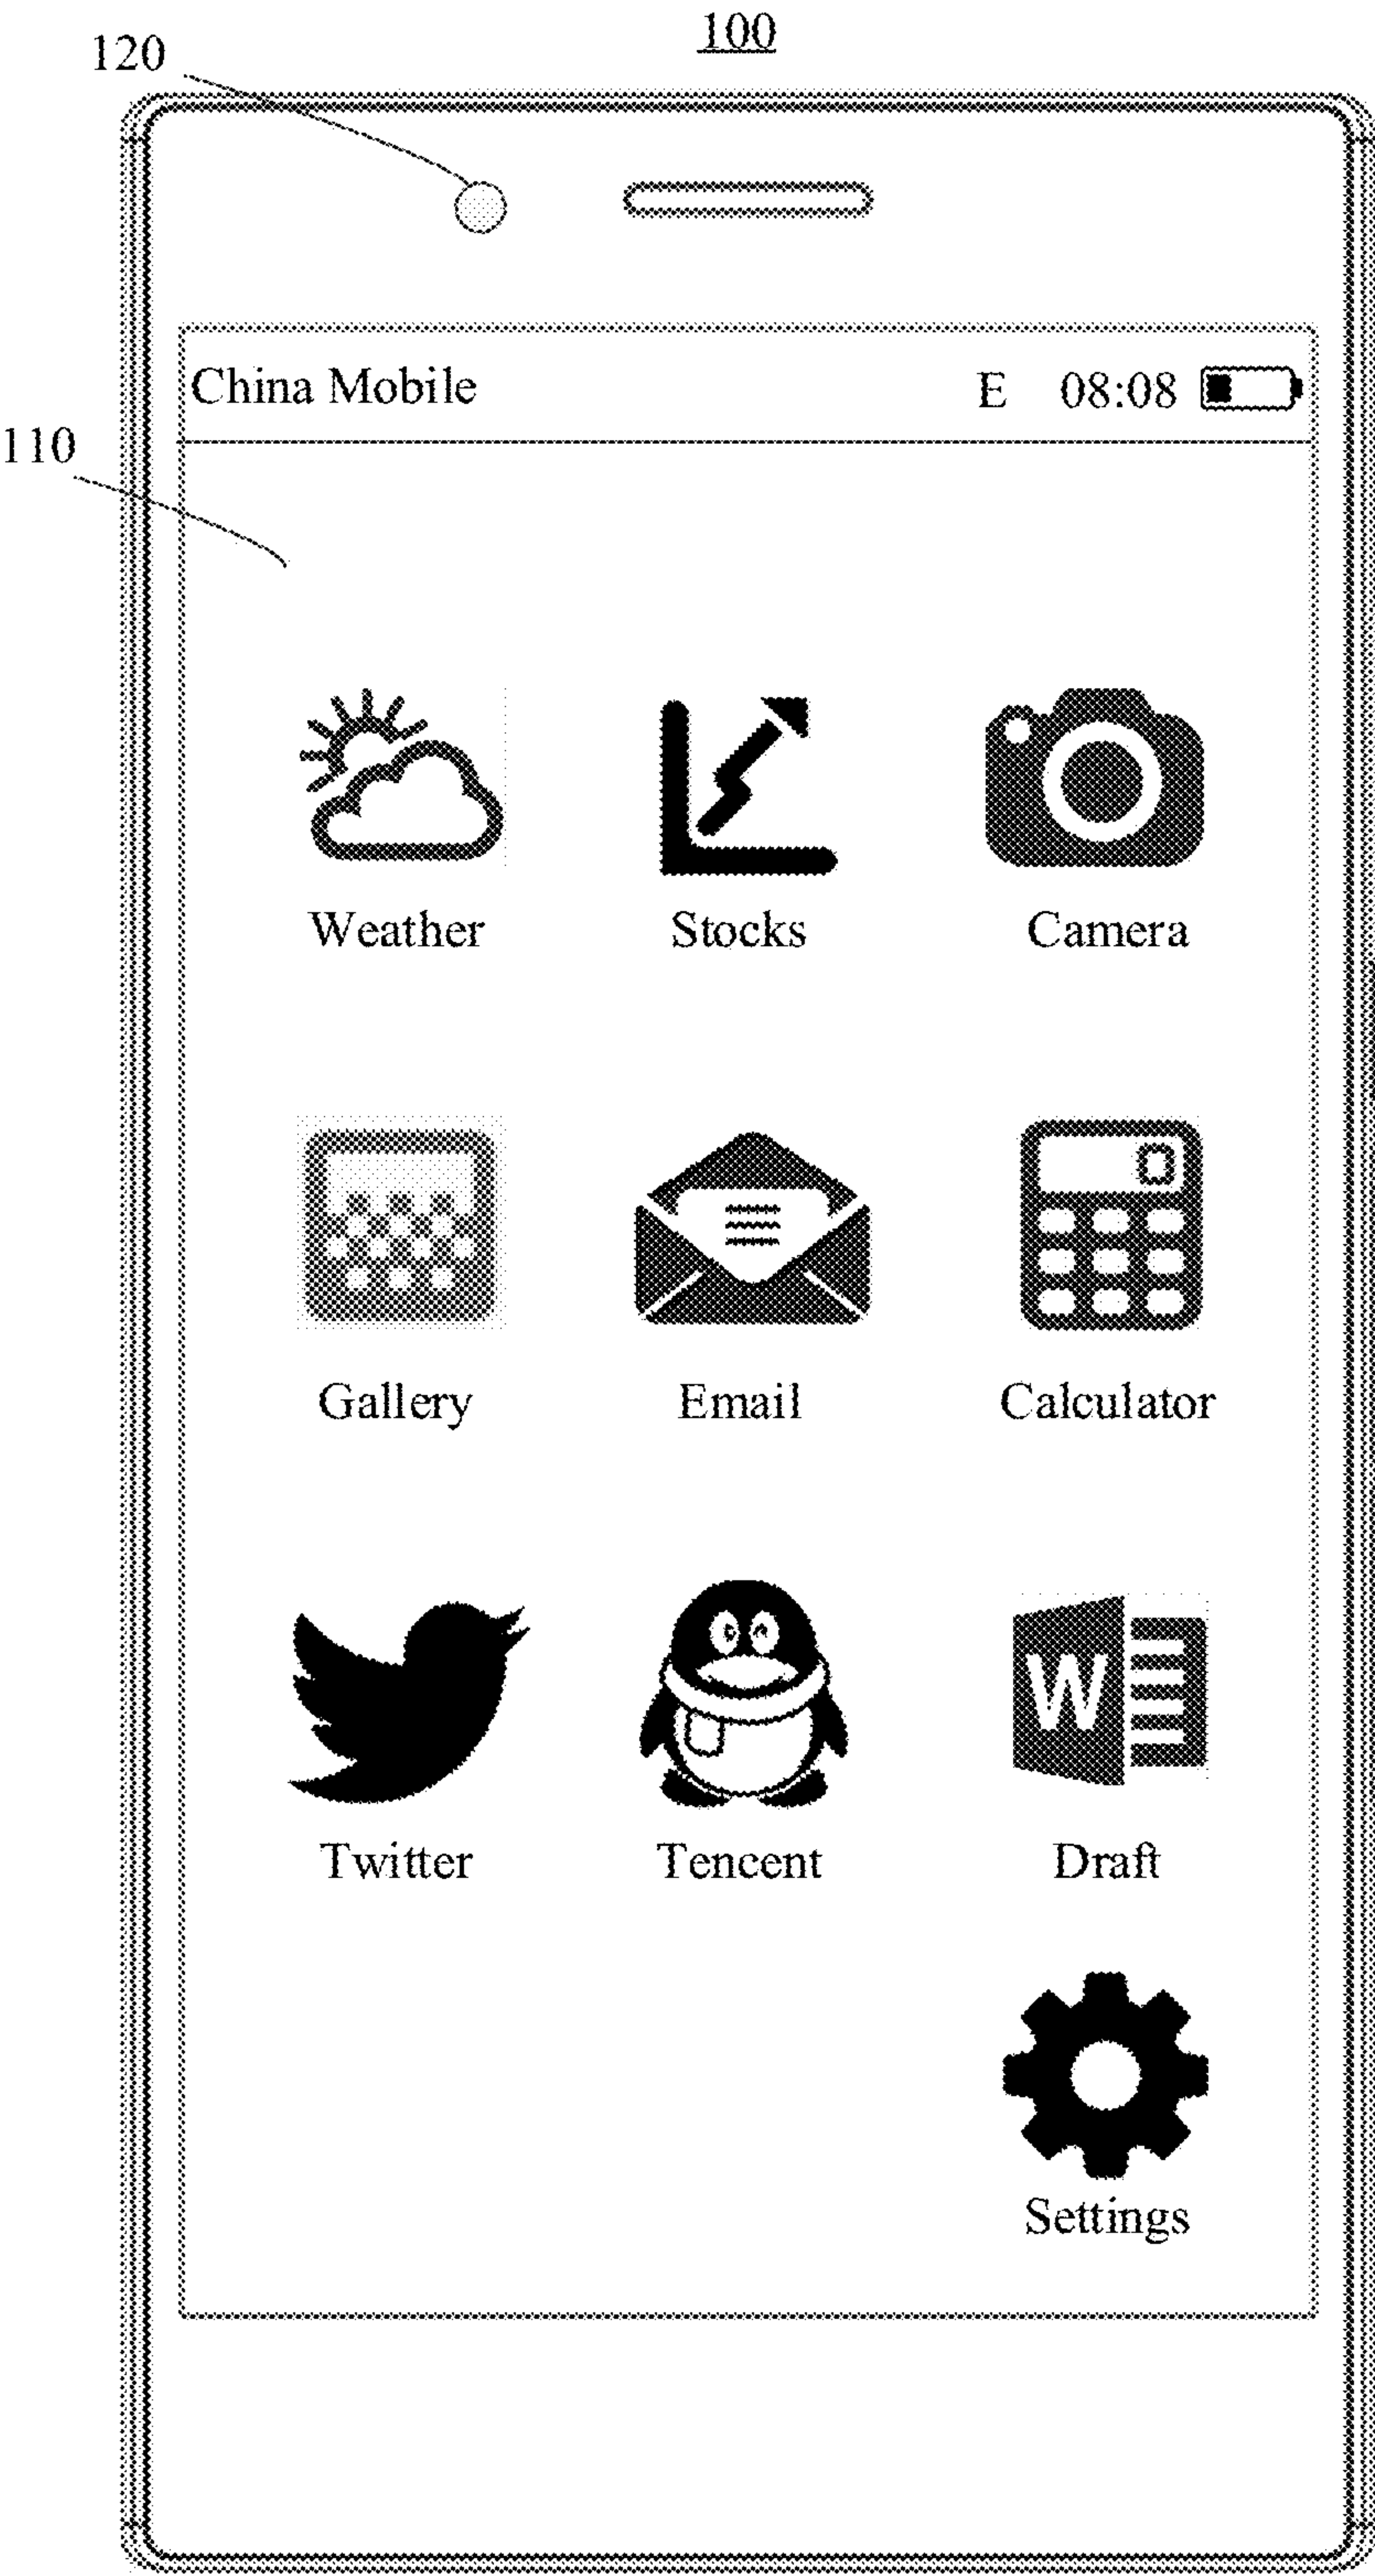 100
120
China Mobile E 08:08
110
Weather Stocks Camera
Gallery Email Calculator
W
Twitter Tencent Draft
Settings